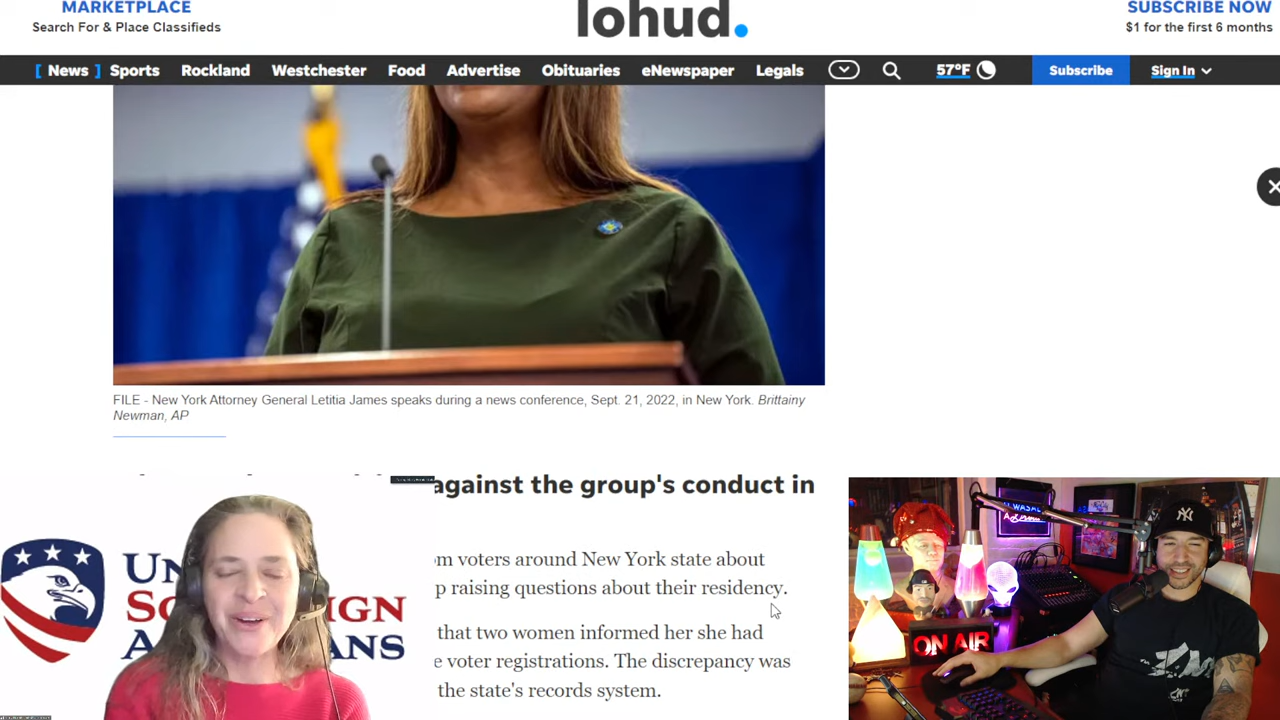 MARKETPLACE
Search For & Place Classifieds
lohud.
SUBSCRIBE NOW
$1 for the first 6 months
[ News ] Sports Rockland Westchester Food Advertise Obituaries eNewspaper Legals 57°F Subscribe Sign In
FILE - New York Attorney General Letitia James speaks during a news conference, Sept. 21, 2022, in New York. Brittainy
Newman, AP
against the group's conduct in
voters around New York state about
raising questions about their residency.
that two women informed her she had
voter registrations. The discrepancy was
the state's records system.
ON AIR